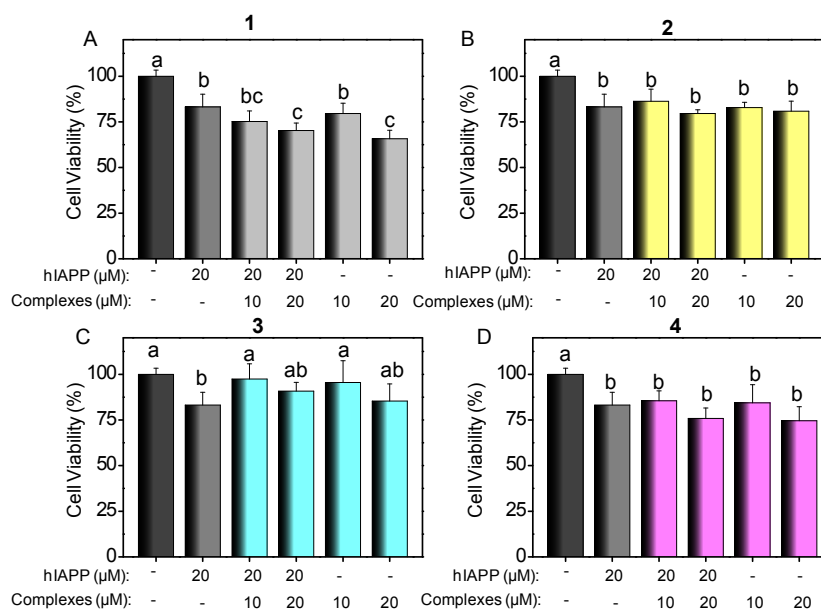 1
A
Cell Viability (%)
100
75
50
25
0
a
b
bc
c
b
c
hIAPP (μM):
- 20 20 20 - -
Complexes (μM):
- - 10 20 10 20
2
B
Cell Viability (%)
100
75
50
25
0
a
b
b
b
b
b
hIAPP (μM):
- 20 20 20 - -
Complexes (μM):
- - 10 20 10 20
3
C
Cell Viability (%)
100
75
50
25
0
a
b
a
ab
a
ab
hIAPP (μM):
- 20 20 20 - -
Complexes (μM):
- - 10 20 10 20
4
D
Cell Viability (%)
100
75
50
25
0
a
b
b
b
b
b
hIAPP (μM):
- 20 20 20 - -
Complexes (μM):
- - 10 20 10 20